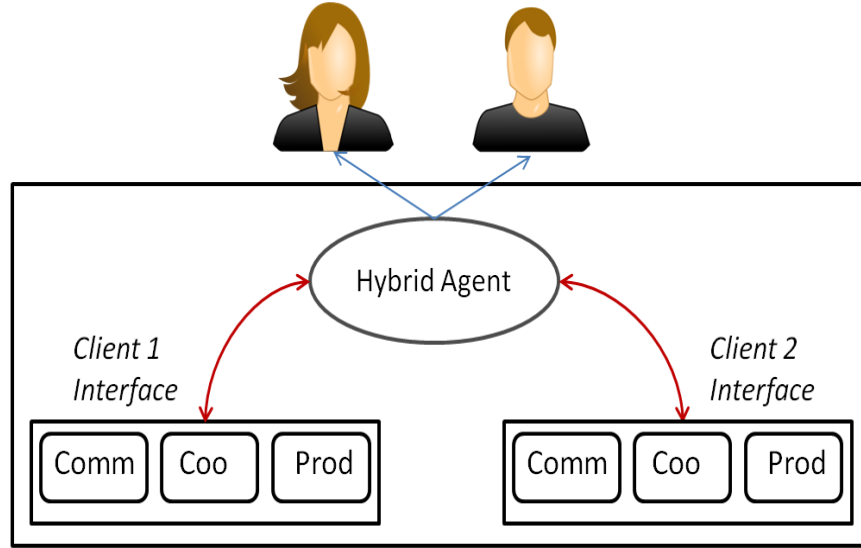 Hybrid Agent
Client 1
Interface
Client 2
Interface
Comm
Coo
Prod
Comm
Coo
Prod